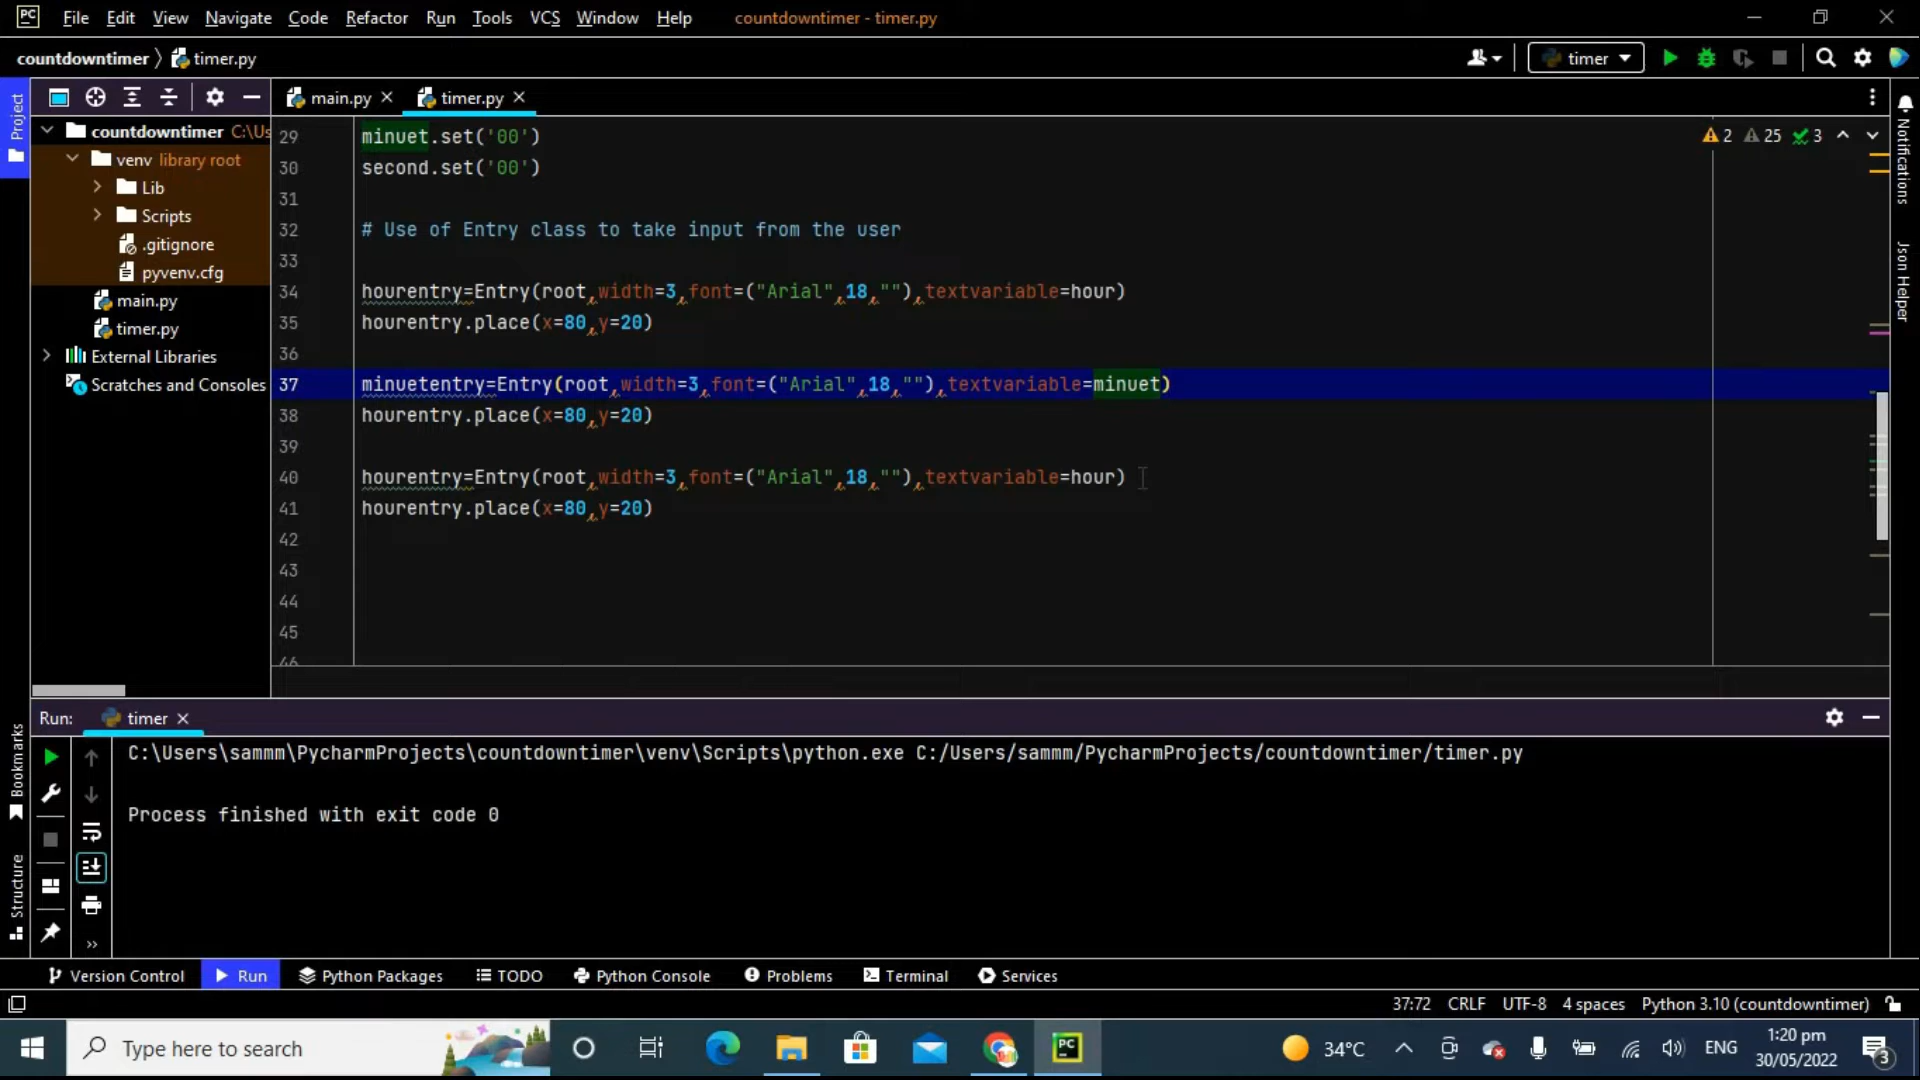 PC File Edit View Navigate Code Refactor Run Tools VCS Window Help countdowntimer - timer.py
countdowntimer timer.py timer
Project
main.py timer.py
countdowntimer C:\Us
venv library root
Lib
Scripts
.gitignore
pyvenv.cfg
main.py
timer.py
External Libraries
Scratches and Consoles
2 25 3
29 minuet.set('00')
30 second.set('00')
31
32 # Use of Entry class to take input from the user
33
34 hourentry=Entry(root,width=3,font=("Arial",18,""),textvariable=hour)
35 hourentry.place(x=80,y=20)
36
37 minuetentry=Entry(root,width=3,font=("Arial",18,""),textvariable=minuet)
38 hourentry.place(x=80,y=20)
39
40 hourentry=Entry(root,width=3,font=("Arial",18,""),textvariable=hour)
41 hourentry.place(x=80,y=20)
42
43
44
45
46
Notifications
Json Helper
Run: timer
C:\Users\sammm\PycharmProjects\countdowntimer\venv\Scripts\python.exe C:/Users/sammm/PycharmProjects/countdowntimer/timer.py
Process finished with exit code 0
Bookmarks
Structure
Version Control Run Python Packages TODO Python Console Problems Terminal Services
37:72 CRLF UTF-8 4 spaces Python 3.10 (countdowntimer)
Type here to search PC 34°C ENG 1:20 pm
30/05/2022 3